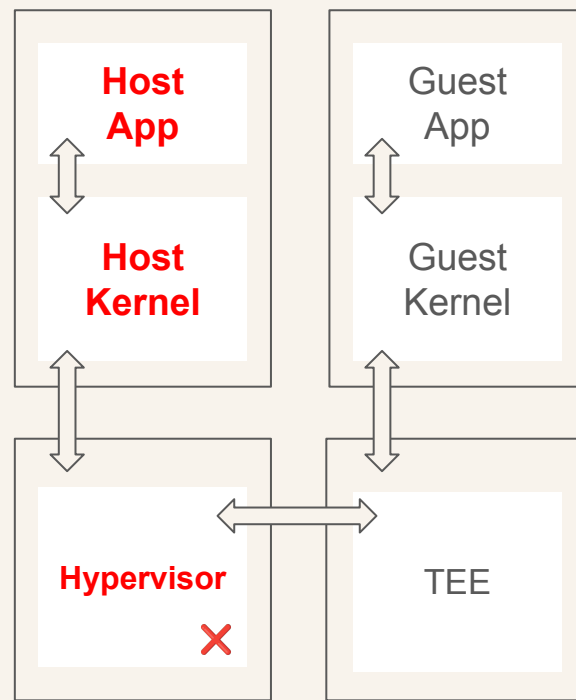 Host
App
Guest
App
Host
Kernel
Guest
Kernel
Hypervisor
TEE